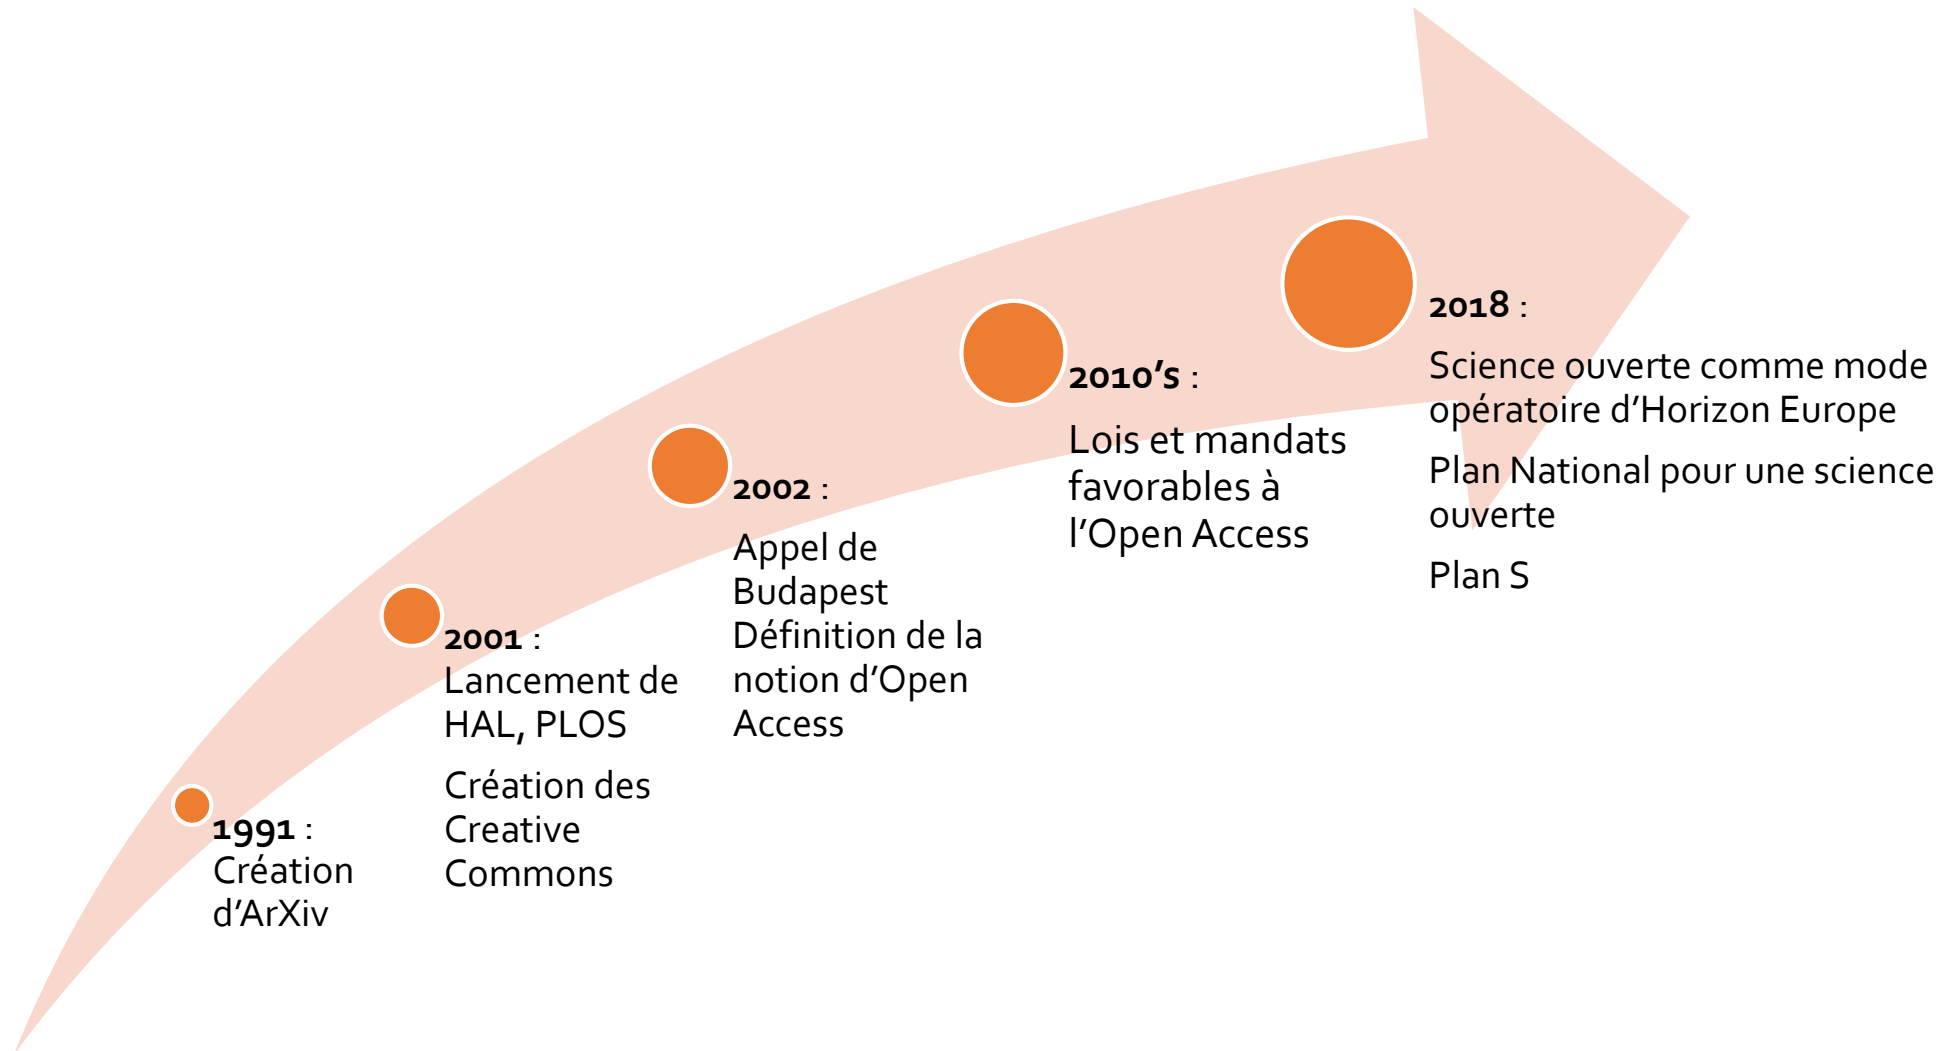 1991 :
Création
d’ArXiv
2001 :
Lancement de
HAL, PLOS
Création des
Creative
Commons
2002 :
Appel de
Budapest
Définition de la
notion d’Open
Access
2010’s :
Lois et mandats
favorables à
l’Open Access
2018 :
Science ouverte comme mode
opératoire d’Horizon Europe
Plan National pour une science
ouverte
Plan S